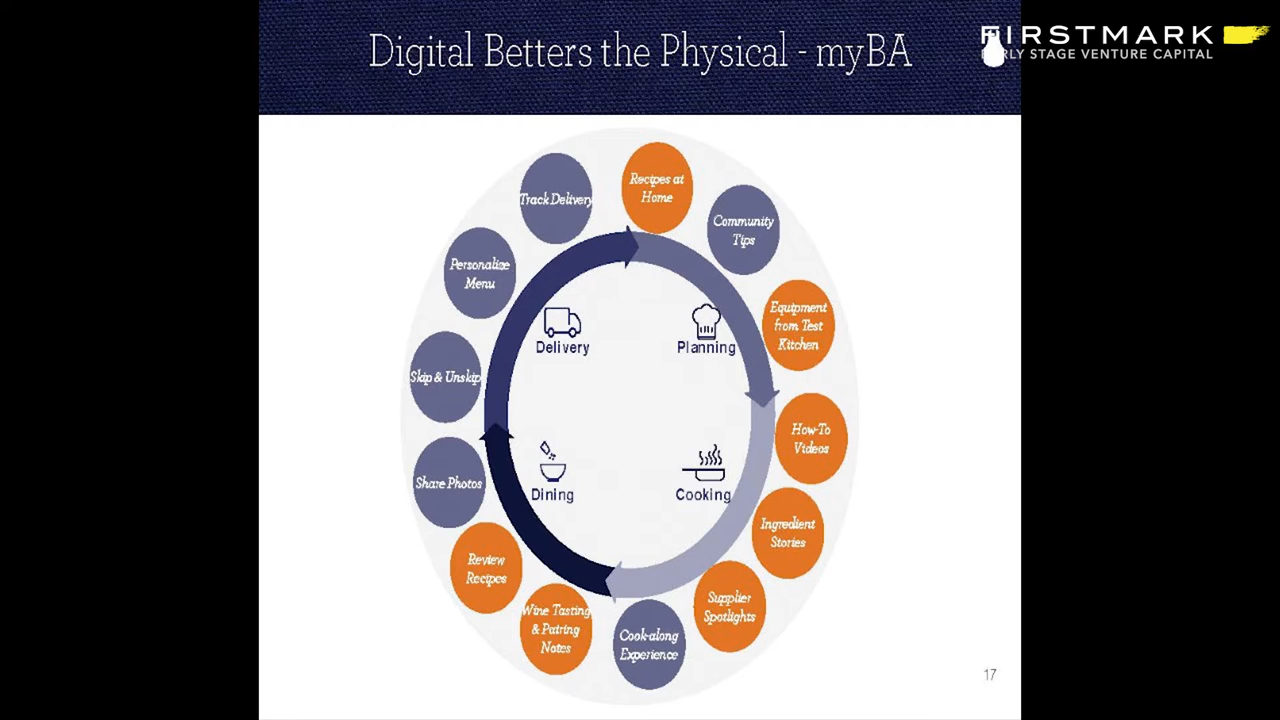 Digital Betters the Physical - myBA
FIRSTMARK
EARLY STAGE VENTURE CAPITAL
Track Delivery
Recipes at
Home
Community
Tips
Personalize
Menu
Equipment
from Test
Kitchen
Delivery
Planning
Skip & Unskip
How-To
Videos
Share Photos
Dining
Cooking
Ingredient
Stories
Review
Recipes
Supplier
Spotlights
Wine Tasting
& Pairing
Notes
Cook-along
Experience
17